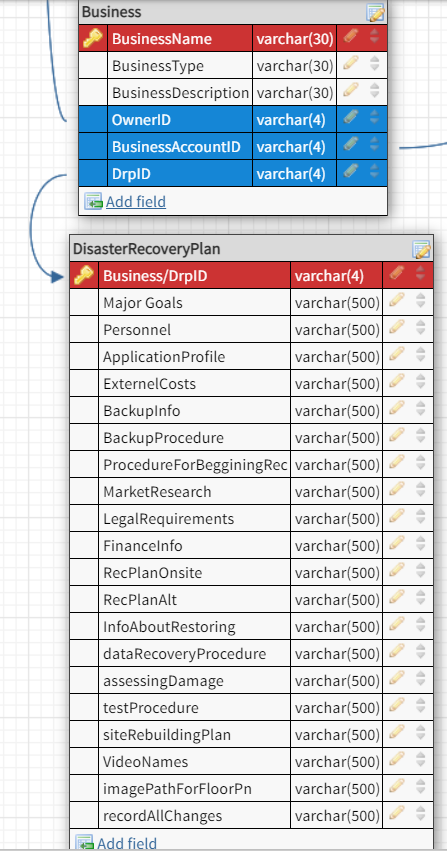 Business
BusinessName varchar(30)
BusinessType varchar(30)
BusinessDescription varchar(30)
OwnerID varchar(4)
BusinessAccountID varchar(4)
DrpID varchar(4)
Add field
DisasterRecoveryPlan
Business/DrpID varchar(4)
Major Goals varchar(500)
Personnel varchar(500)
ApplicationProfile varchar(500)
ExternelCosts varchar(500)
BackupInfo varchar(500)
BackupProcedure varchar(500)
ProcedureForBegginingRec varchar(500)
MarketResearch varchar(500)
LegalRequirements varchar(500)
FinanceInfo varchar(500)
RecPlanOnsite varchar(500)
RecPlanAlt varchar(500)
InfoAboutRestoring varchar(500)
dataRecoveryProcedure varchar(500)
assessingDamage varchar(500)
testProcedure varchar(500)
siteRebuildingPlan varchar(500)
VideoNames varchar(500)
imagePathForFloorPn varchar(500)
recordAllChanges varchar(500)
Add field